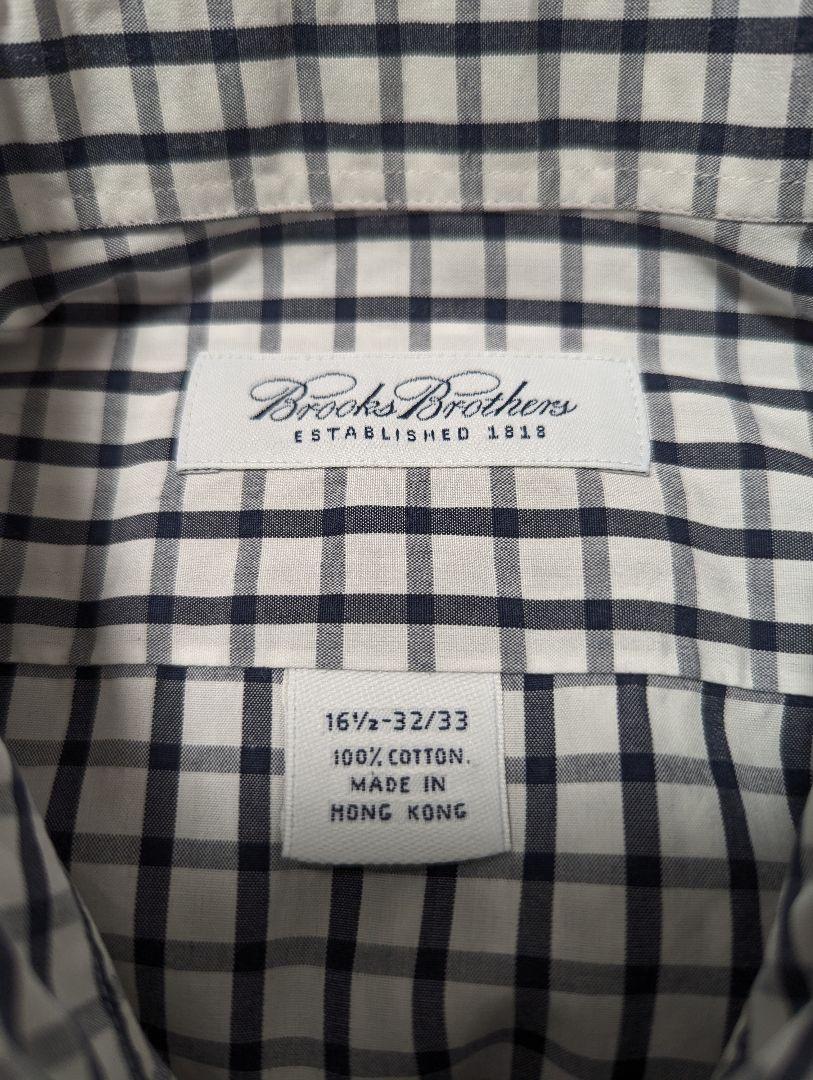 Brooks Brothers
ESTABLISHED 1818
16½-32/33
100% COTTON.
MADE IN
HONG KONG